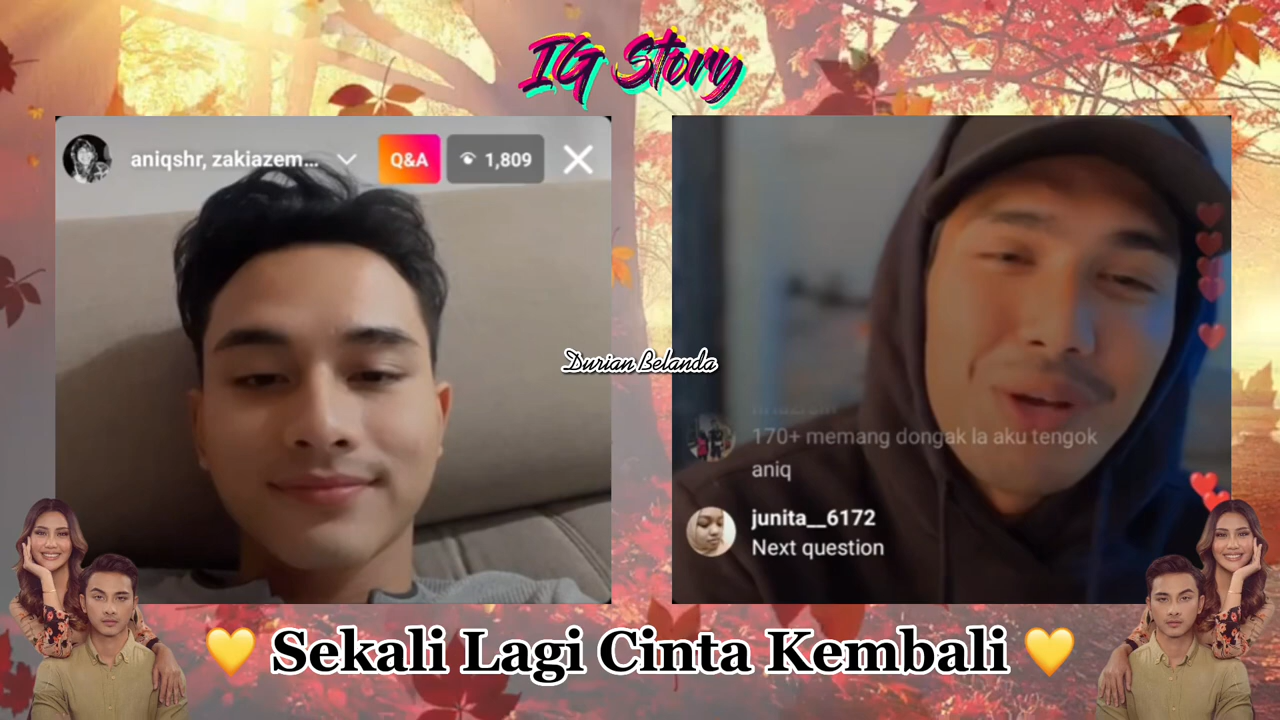 IG Story
aniqshr, zakiazem...
Q&A
1,809
Durian Belanda
170+ memang dongak la aku tengok
aniq
junita__6172
Next question
Sekali Lagi Cinta Kembali